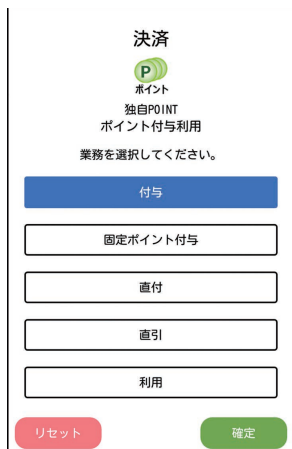 決済
P
ポイント
独自POINT
ポイント付与利用
業務を選択してください。
付与
固定ポイント付与
直付
直引
利用
リセット
確定